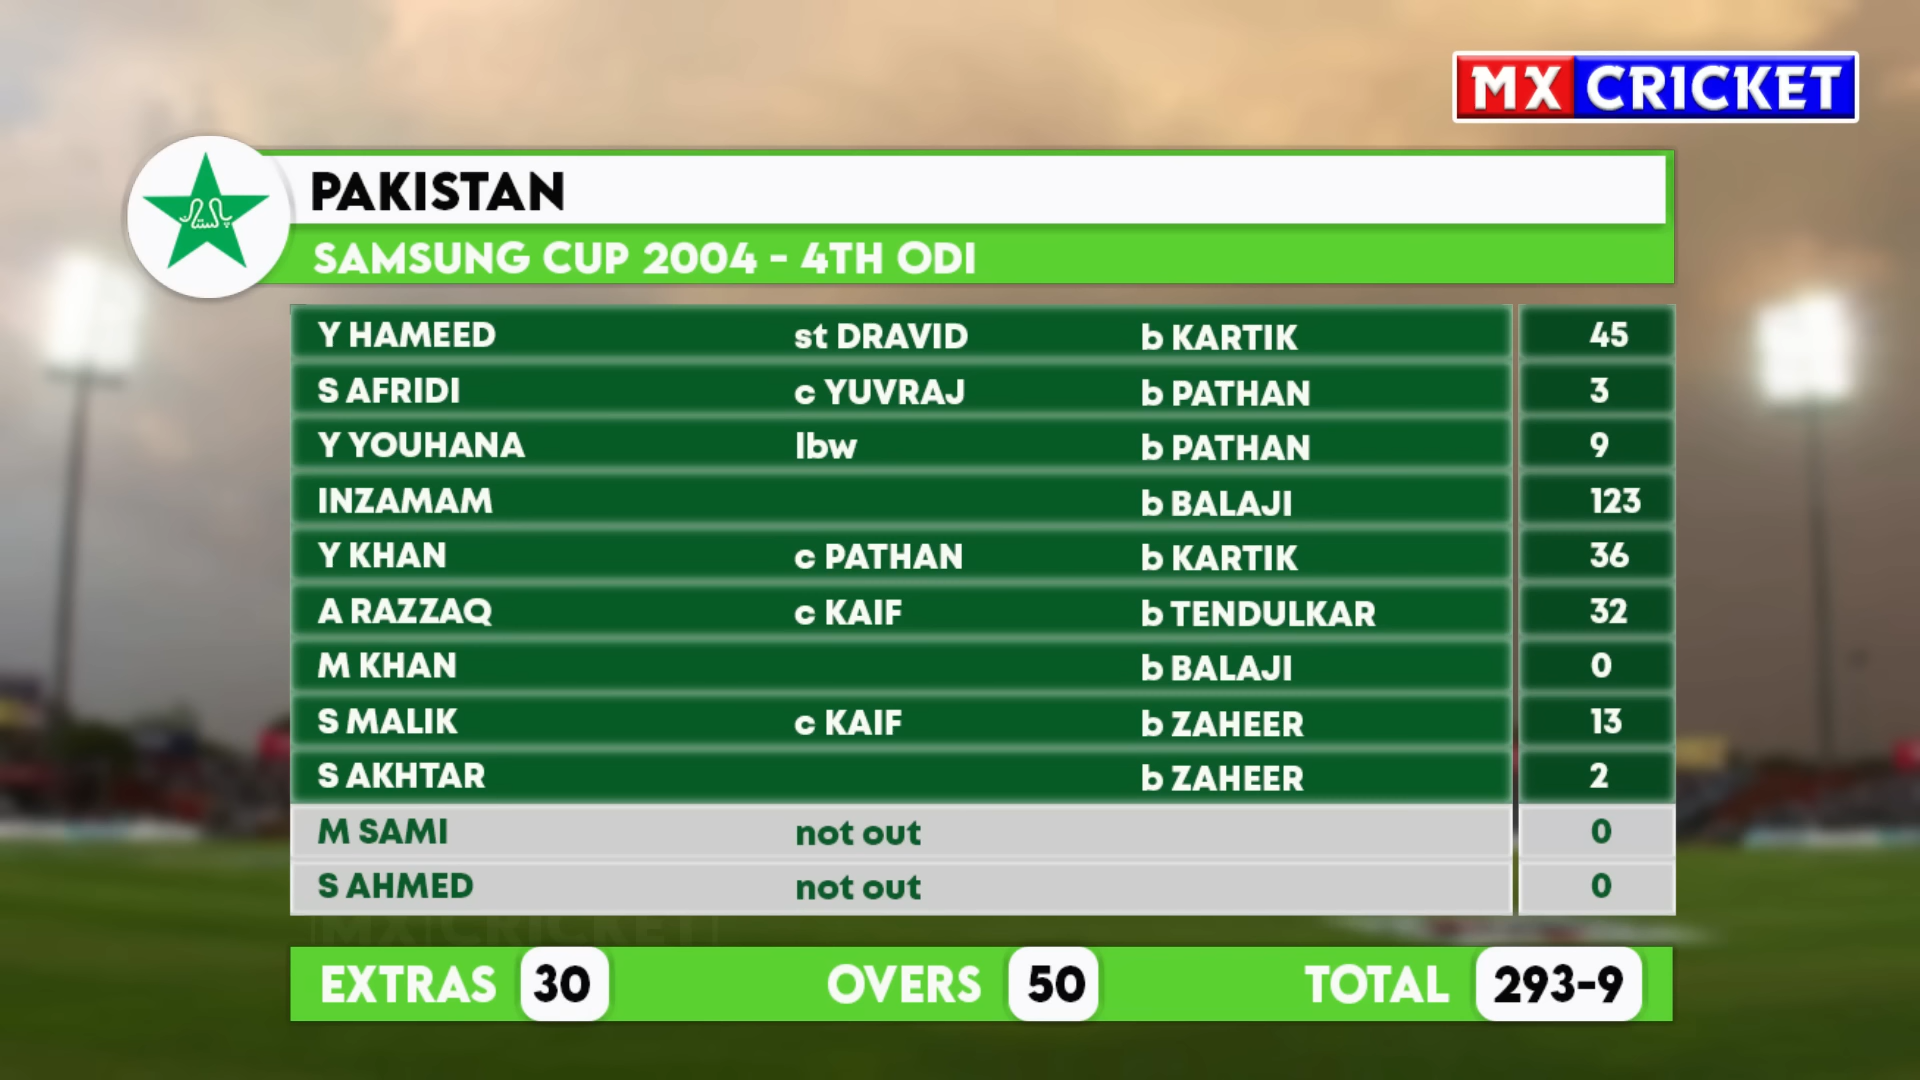 MX CRICKET
PAKISTAN
SAMSUNG CUP 2004 - 4TH ODI
Y HAMEED st DRAVID b KARTIK 45
S AFRIDI c YUVRAJ b PATHAN 3
Y YOUHANA lbw b PATHAN 9
INZAMAM b BALAJI 123
Y KHAN c PATHAN b KARTIK 36
A RAZZAQ c KAIF b TENDULKAR 32
M KHAN b BALAJI 0
S MALIK c KAIF b ZAHEER 13
S AKHTAR b ZAHEER 2
M SAMI not out 0
S AHMED not out 0
MX CRICKET
EXTRAS 30 OVERS 50 TOTAL 293-9